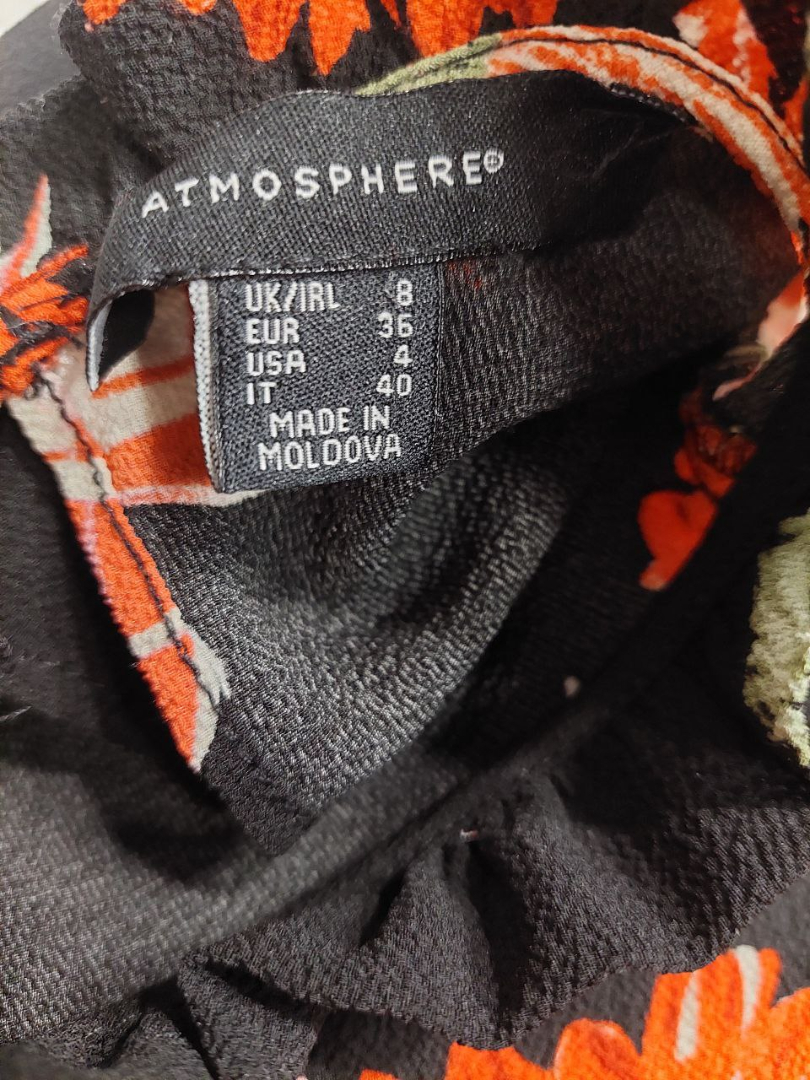 ATMOSPHERE®
UK/IRL 8
EUR 36
USA 4
IT 40
MADE IN
MOLDOVA